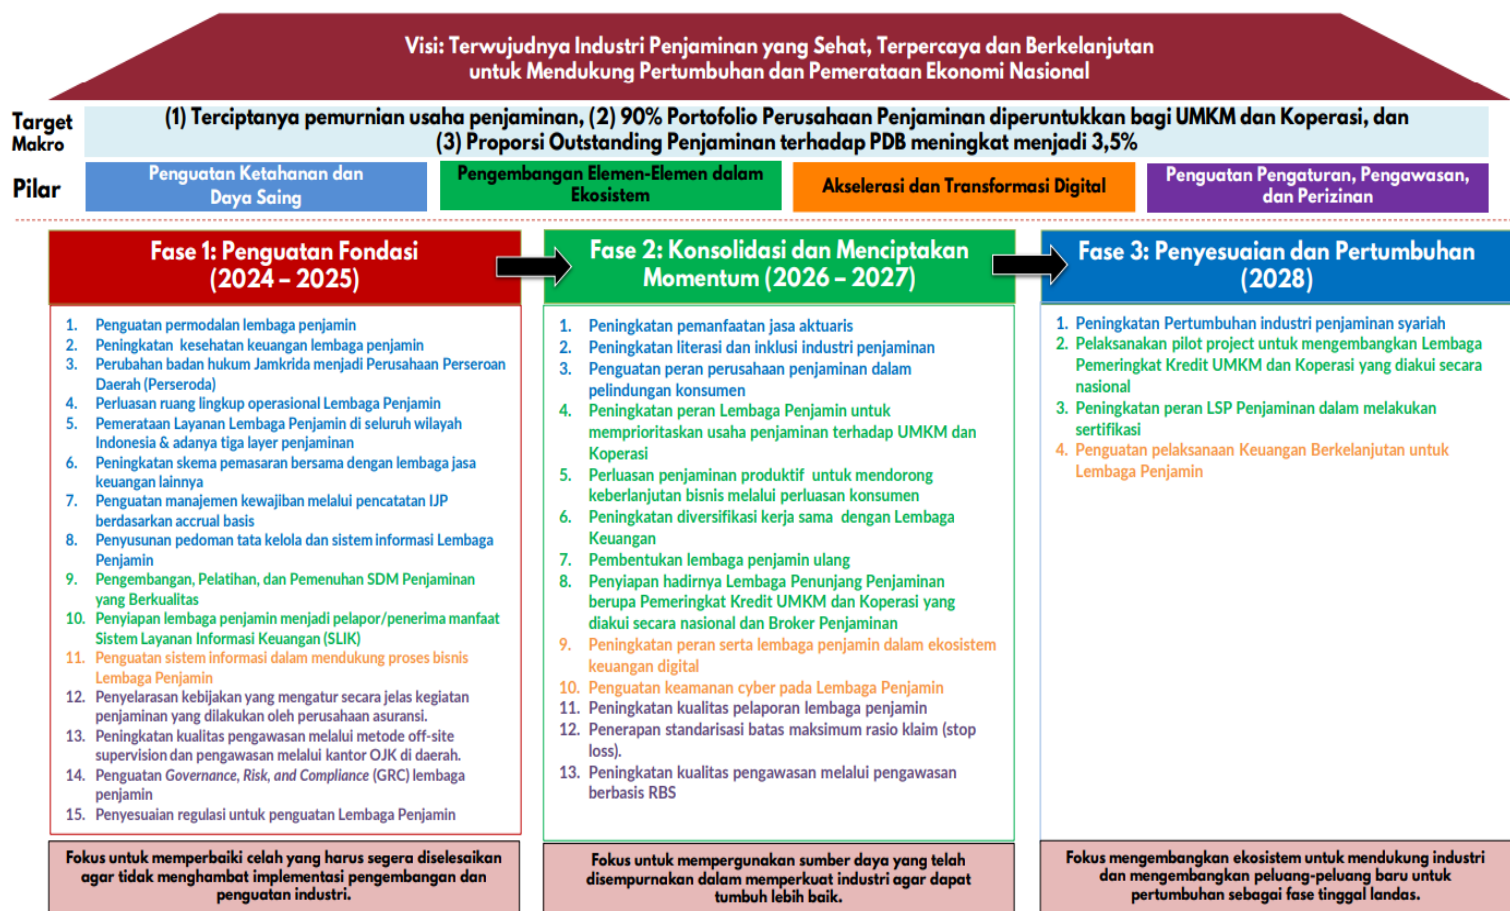 Visi: Terwujudnya Industri Penjaminan yang Sehat, Terpercaya dan Berkelanjutan
untuk Mendukung Pertumbuhan dan Pemerataan Ekonomi Nasional
Target
Makro
(1) Terciptanya pemurnian usaha penjaminan, (2) 90% Portofolio Perusahaan Penjaminan diperuntukkan bagi UMKM dan Koperasi, dan
(3) Proporsi Outstanding Penjaminan terhadap PDB meningkat menjadi 3,5%
Pilar
Penguatan Ketahanan dan
Daya Saing
Pengembangan Elemen-Elemen dalam
Ekosistem
Akselerasi dan Transformasi Digital
Penguatan Pengaturan, Pengawasan,
dan Perizinan
Fase 1: Penguatan Fondasi
(2024 – 2025)
1. Penguatan permodalan lembaga penjamin
2. Peningkatan kesehatan keuangan lembaga penjamin
3. Perubahan badan hukum Jamkrida menjadi Perusahaan Perseroan
Daerah (Perseroda)
4. Perluasan ruang lingkup operasional Lembaga Penjamin
5. Pemerataan Layanan Lembaga Penjamin di seluruh wilayah
Indonesia & adanya tiga layer penjaminan
6. Peningkatan skema pemasaran bersama dengan lembaga jasa
keuangan lainnya
7. Penguatan manajemen kewajiban melalui pencatatan IJP
berdasarkan accrual basis
8. Penyusunan pedoman tata kelola dan sistem informasi Lembaga
Penjamin
9. Pengembangan, Pelatihan, dan Pemenuhan SDM Penjaminan
yang Berkualitas
10. Penyiapan lembaga penjamin menjadi pelapor/penerima manfaat
Sistem Layanan Informasi Keuangan (SLIK)
11. Penguatan sistem informasi dalam mendukung proses bisnis
Lembaga Penjamin
12. Penyelarasan kebijakan yang mengatur secara jelas kegiatan
penjaminan yang dilakukan oleh perusahaan asuransi.
13. Peningkatan kualitas pengawasan melalui metode off-site
supervision dan pengawasan melalui kantor OJK di daerah.
14. Penguatan Governance, Risk, and Compliance (GRC) lembaga
penjamin
15. Penyesuaian regulasi untuk penguatan Lembaga Penjamin
Fokus untuk memperbaiki celah yang harus segera diselesaikan
agar tidak menghambat implementasi pengembangan dan
penguatan industri.
Fase 2: Konsolidasi dan Menciptakan
Momentum (2026 – 2027)
1. Peningkatan pemanfaatan jasa aktuaris
2. Peningkatan literasi dan inklusi industri penjaminan
3. Penguatan peran perusahaan penjaminan dalam
pelindungan konsumen
4. Peningkatan peran Lembaga Penjamin untuk
memprioritaskan usaha penjaminan terhadap UMKM dan
Koperasi
5. Perluasan penjaminan produktif untuk mendorong
keberlanjutan bisnis melalui perluasan konsumen
6. Peningkatan diversifikasi kerja sama dengan Lembaga
Keuangan
7. Pembentukan lembaga penjamin ulang
8. Penyiapan hadirnya Lembaga Penunjang Penjaminan
berupa Pemeringkat Kredit UMKM dan Koperasi yang
diakui secara nasional dan Broker Penjaminan
9. Peningkatan peran serta lembaga penjamin dalam ekosistem
keuangan digital
10. Penguatan keamanan cyber pada Lembaga Penjamin
11. Peningkatan kualitas pelaporan lembaga penjamin
12. Penerapan standarisasi batas maksimum rasio klaim (stop
loss).
13. Peningkatan kualitas pengawasan melalui pengawasan
berbasis RBS
Fokus untuk mempergunakan sumber daya yang telah
disempurnakan dalam memperkuat industri agar dapat
tumbuh lebih baik.
Fase 3: Penyesuaian dan Pertumbuhan
(2028)
1. Peningkatan Pertumbuhan industri penjaminan syariah
2. Pelaksanakan pilot project untuk mengembangkan Lembaga
Pemeringkat Kredit UMKM dan Koperasi yang diakui secara
nasional
3. Peningkatan peran LSP Penjaminan dalam melakukan
sertifikasi
4. Penguatan pelaksanaan Keuangan Berkelanjutan untuk
Lembaga Penjamin
Fokus mengembangkan ekosistem untuk mendukung industri
dan mengembangkan peluang-peluang baru untuk
pertumbuhan sebagai fase tinggal landas.